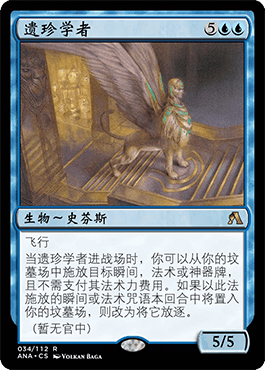 遗珍学者 5
生物～史芬斯
飞行
当遗珍学者进战场时，你可以从你的坟
墓场中施放目标瞬间，法术或神器牌，
且不需支付其法术力费用。如果以此法
施放的瞬间或法术咒语本回合中将置入
你的坟墓场，则改为将它放逐。
（暂无官中）
5/5
034/112 R
ANA•CS VOLKAN BAGA